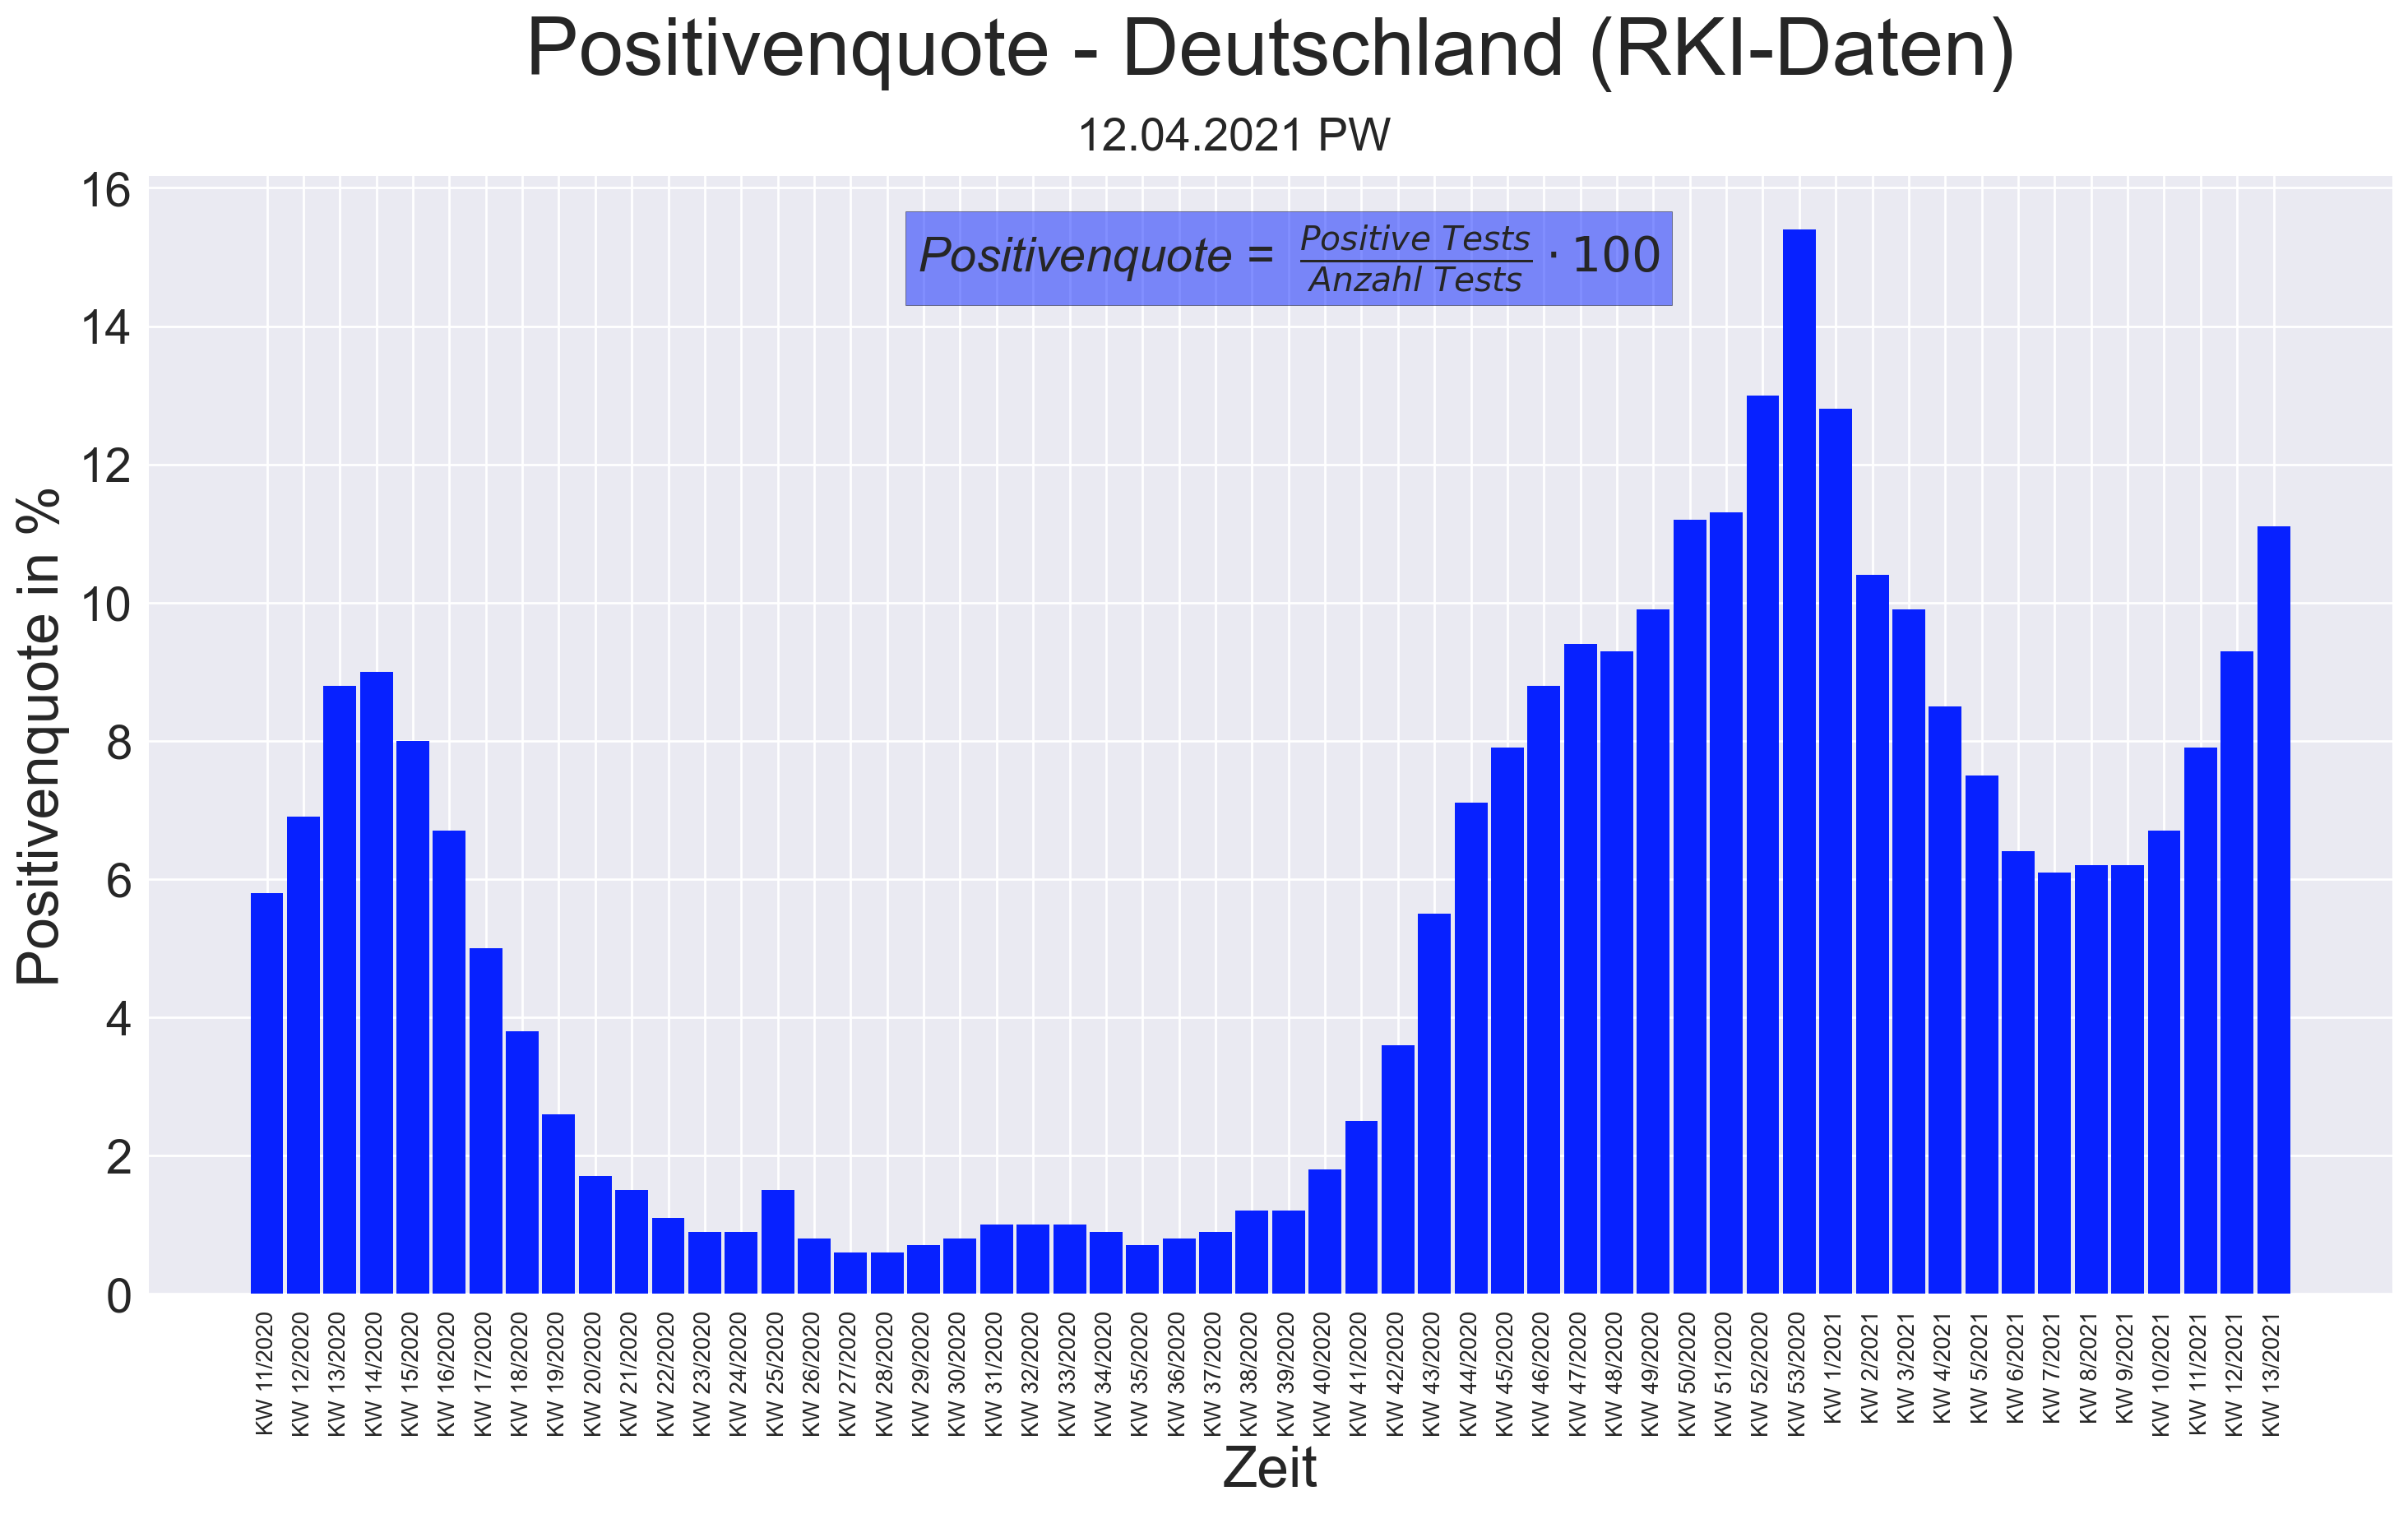 Positivenquote - Deutschland (RKI-Daten)
12.04.2021 PW
Positivenquote = Positive Tests / Anzahl Tests · 100
Positivenquote in %
16
14
12
10
8
6
4
2
0
KW 11/2020
KW 12/2020
KW 13/2020
KW 14/2020
KW 15/2020
KW 16/2020
KW 17/2020
KW 18/2020
KW 19/2020
KW 20/2020
KW 21/2020
KW 22/2020
KW 23/2020
KW 24/2020
KW 25/2020
KW 26/2020
KW 27/2020
KW 28/2020
KW 29/2020
KW 30/2020
KW 31/2020
KW 32/2020
KW 33/2020
KW 34/2020
KW 35/2020
KW 36/2020
KW 37/2020
KW 38/2020
KW 39/2020
KW 40/2020
KW 41/2020
KW 42/2020
KW 43/2020
KW 44/2020
KW 45/2020
KW 46/2020
KW 47/2020
KW 48/2020
KW 49/2020
KW 50/2020
KW 51/2020
KW 52/2020
KW 53/2020
KW 1/2021
KW 2/2021
KW 3/2021
KW 4/2021
KW 5/2021
KW 6/2021
KW 7/2021
KW 8/2021
KW 9/2021
KW 10/2021
KW 11/2021
KW 12/2021
KW 13/2021
Zeit